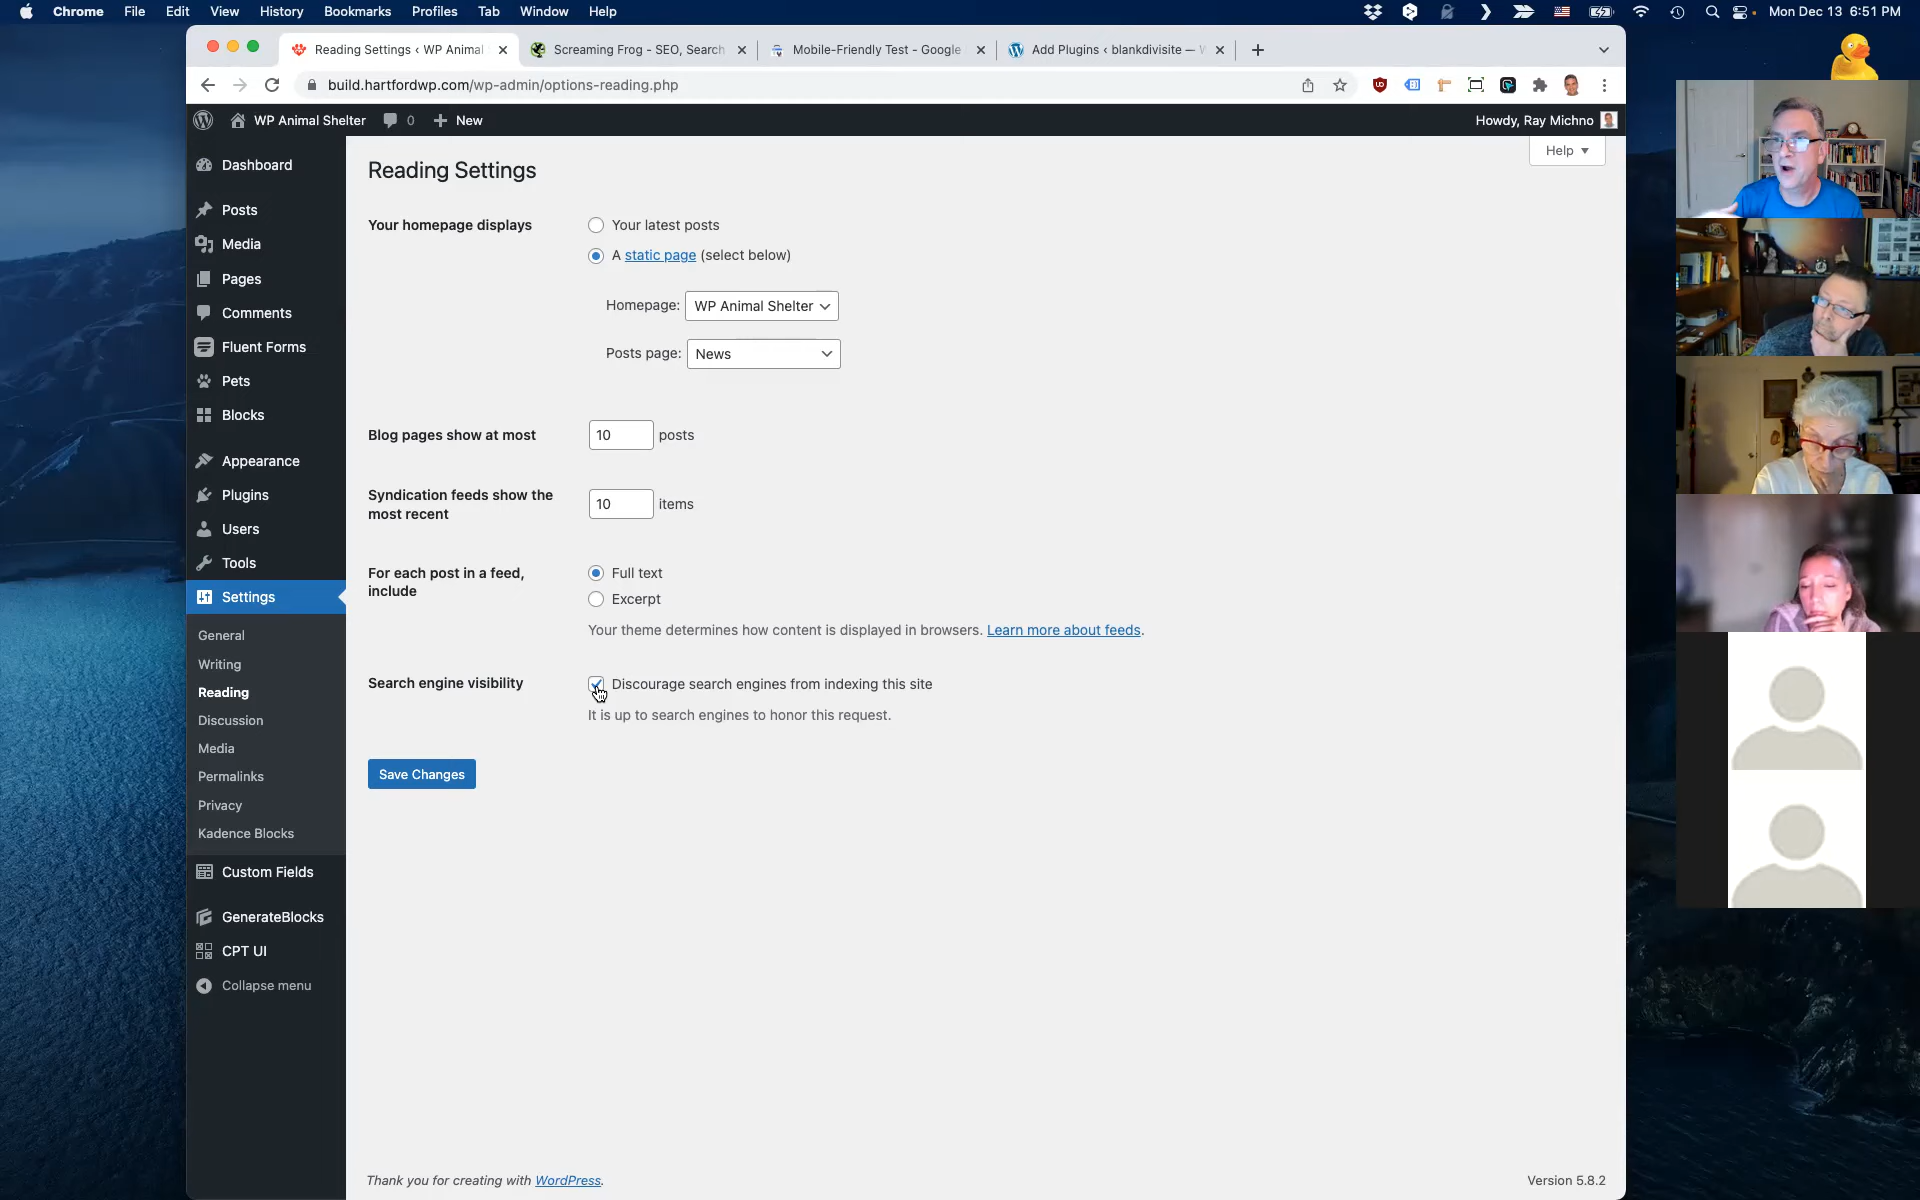 Chrome File Edit View History Bookmarks Profiles Tab Window Help Mon Dec 13 6:51 PM
Reading Settings ‹ WP Animal Screaming Frog - SEO, Search Mobile-Friendly Test - Google Add Plugins ‹ blankdivisite —
build.hartfordwp.com/wp-admin/options-reading.php
WP Animal Shelter 0 + New Howdy, Ray Michno
Help
Dashboard
Posts
Media
Pages
Comments
Fluent Forms
Pets
Blocks
Appearance
Plugins
Users
Tools
Settings
General
Writing
Reading
Discussion
Media
Permalinks
Privacy
Kadence Blocks
Custom Fields
GenerateBlocks
CPT UI
Collapse menu
Reading Settings
Your homepage displays
Your latest posts
A static page (select below)
Homepage: WP Animal Shelter
Posts page: News
Blog pages show at most 10 posts
Syndication feeds show the
most recent
10 items
For each post in a feed,
include
Full text
Excerpt
Your theme determines how content is displayed in browsers. Learn more about feeds.
Search engine visibility
Discourage search engines from indexing this site
It is up to search engines to honor this request.
Save Changes
Thank you for creating with WordPress. Version 5.8.2